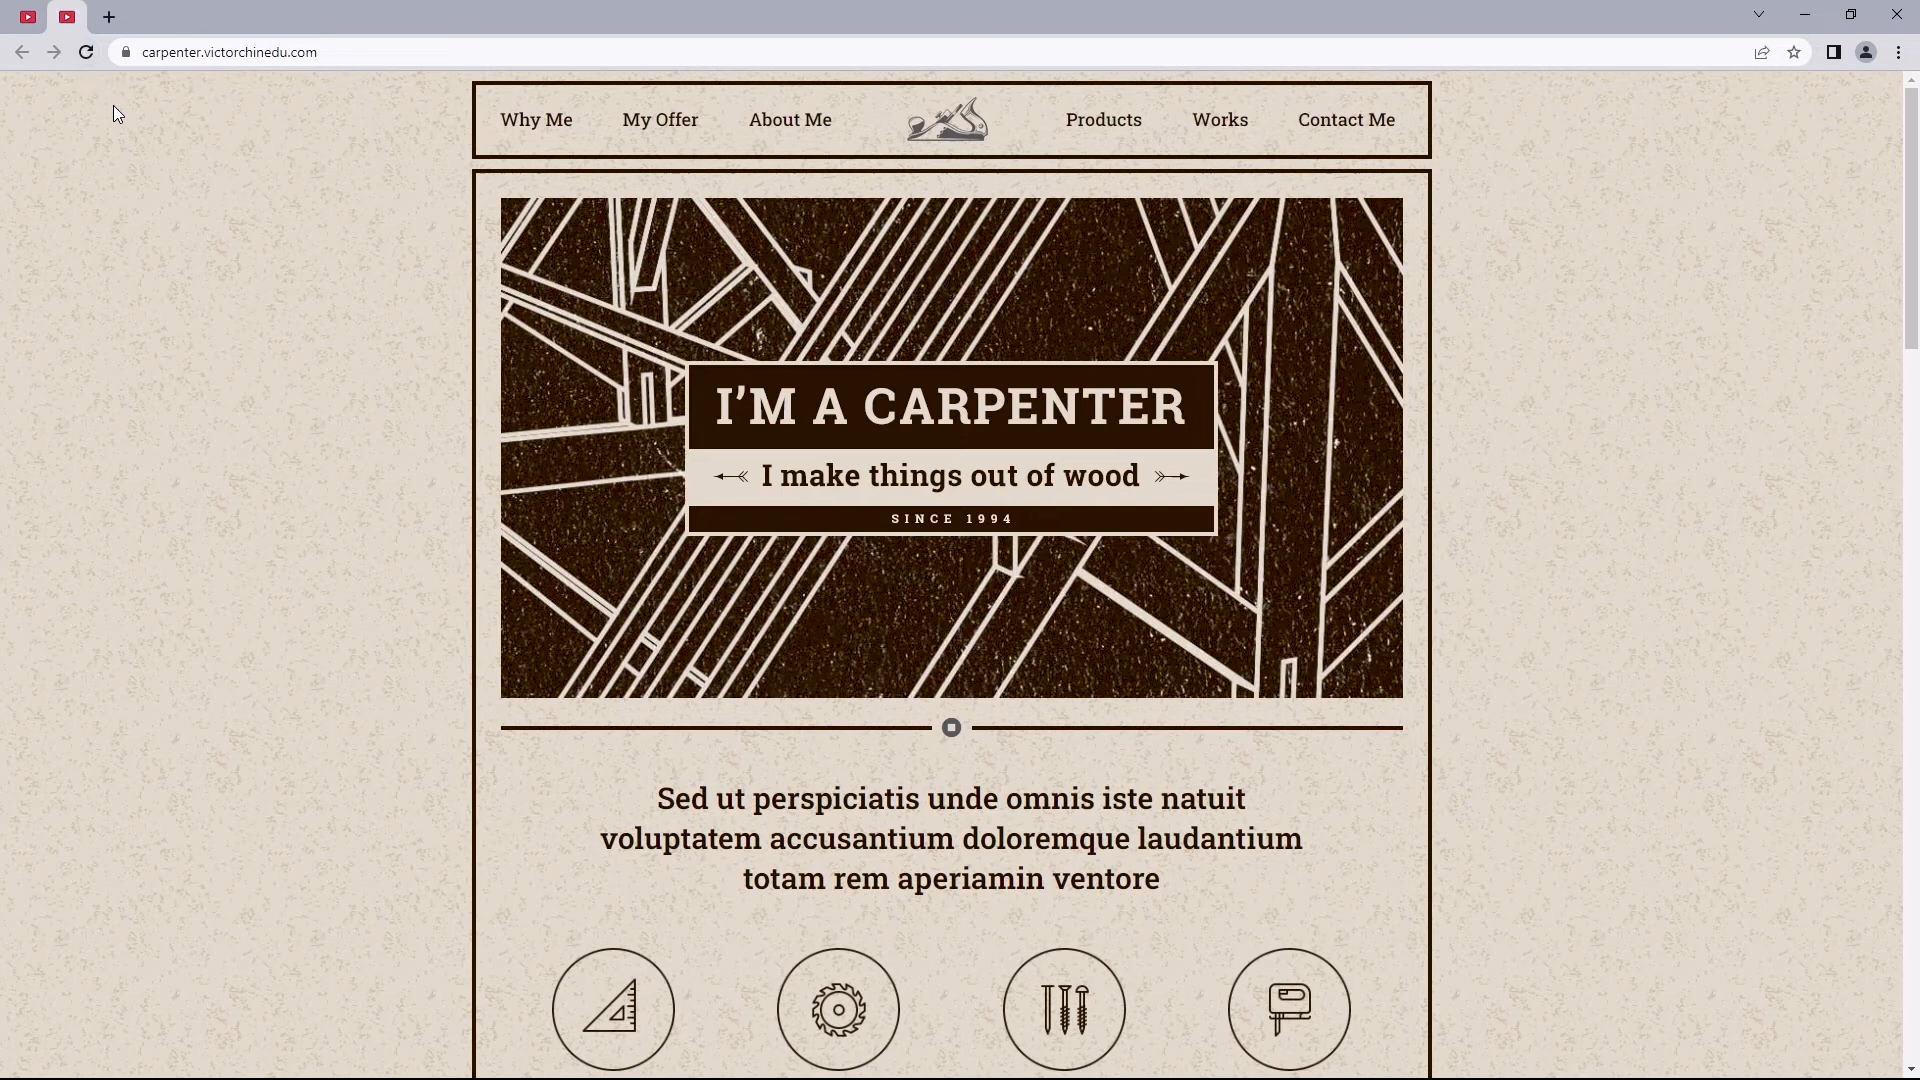 carpenter.victorchinedu.com
Why Me
My Offer
About Me
Products
Works
Contact Me
I’M A CARPENTER
I make things out of wood
SINCE 1994
Sed ut perspiciatis unde omnis iste natuit
voluptatem accusantium doloremque laudantium
totam rem aperiamin ventore